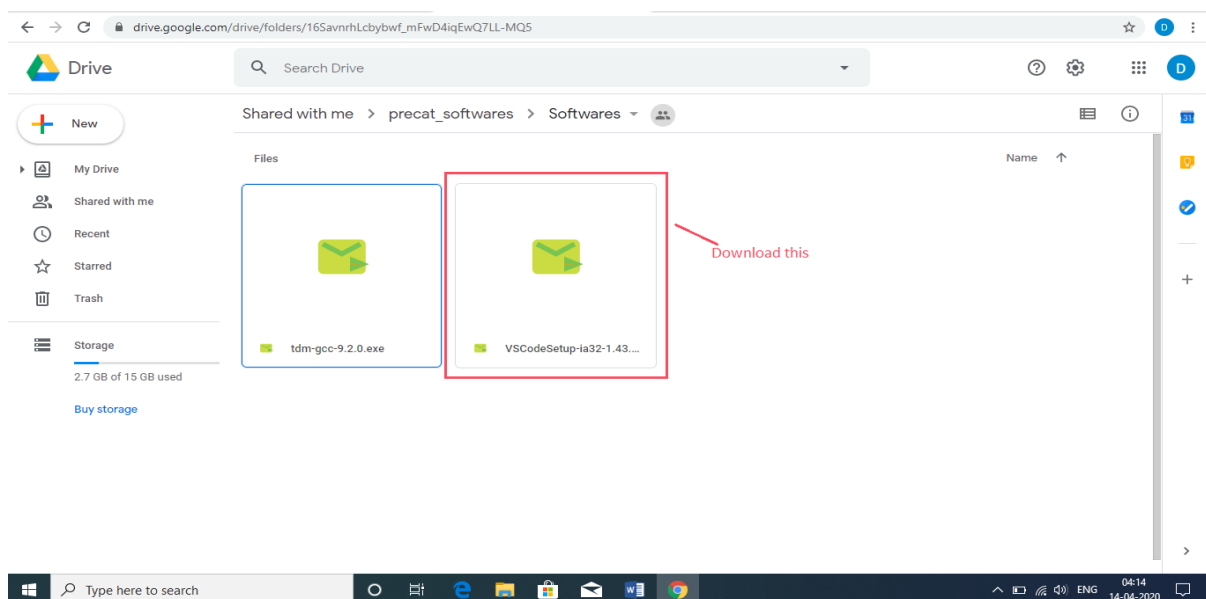 drive.google.com/drive/folders/16SavnrhLcbybwf_mFwD4iqEwQ7LL-MQ5
D
Drive
Search Drive
D
New
Shared with me > precat_softwares > Softwares
31
My Drive
Files
Name
Shared with me
Recent
Starred
Download this
Trash
Storage
tdm-gcc-9.2.0.exe
VSCodeSetup-ia32-1.43....
2.7 GB of 15 GB used
Buy storage
Type here to search
ENG
04:14
14-04-2020